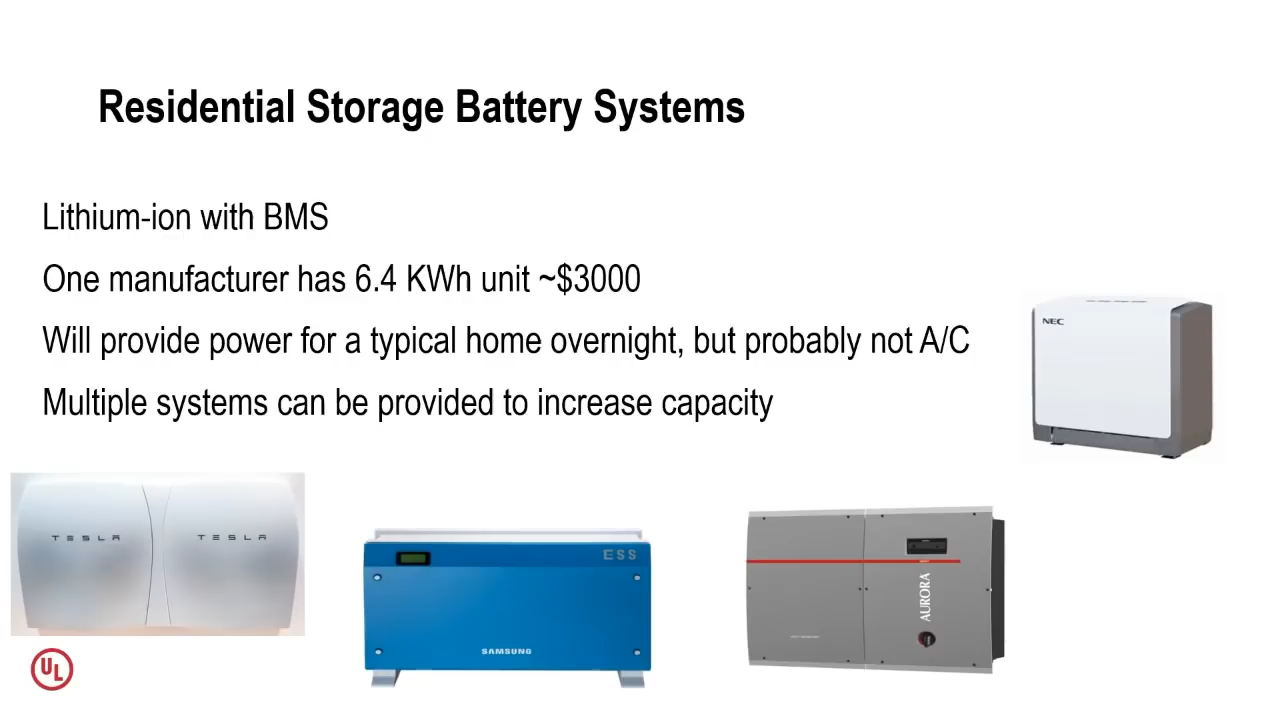 Residential Storage Battery Systems
Lithium-ion with BMS
One manufacturer has 6.4 KWh unit ~$3000
Will provide power for a typical home overnight, but probably not A/C
Multiple systems can be provided to increase capacity
NEC
TESLA TESLA
ESS
SAMSUNG
AURORA
UL